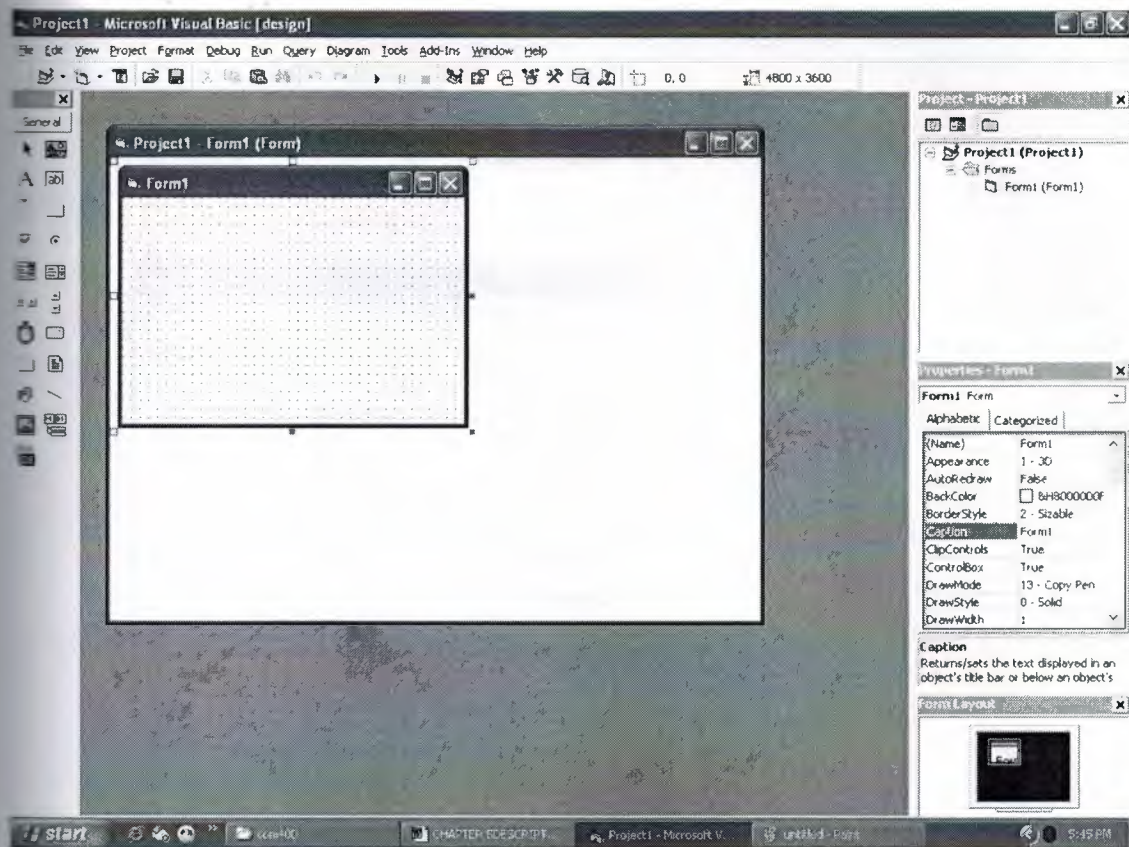 Project1 - Microsoft Visual Basic [design]
File Edit View Project Format Debug Run Query Diagram Tools Add-Ins Window Help
0, 0 4800 x 3600
General
Project1 - Form1 (Form)
Form1
Project - Project1
Project1 (Project1)
Forms
Form1 (Form1)
Properties - Form1
Form1 Form
Alphabetic Categorized
(Name) Form1
Appearance 1 - 3D
AutoRedraw False
BackColor &H8000000F
BorderStyle 2 - Sizable
Caption Form1
ClipControls True
ControlBox True
DrawMode 13 - Copy Pen
DrawStyle 0 - Solid
DrawWidth 1
Caption
Returns/sets the text displayed in an
object's title bar or below an object's
Form Layout
start CHAPTER 5DESCRIPT... Project1 - Microsoft V... untitled - Paint 5:45 PM